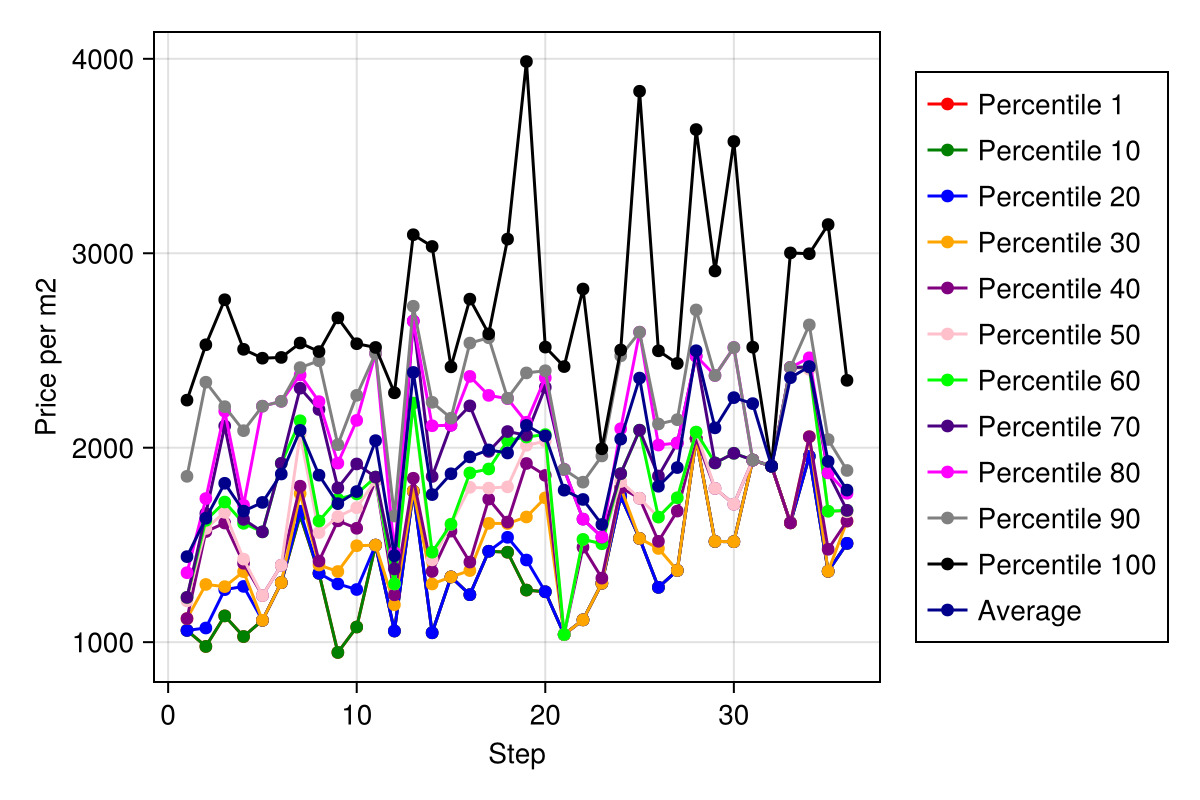 4000
3000
2000
1000
Price per m2
0
10
20
30
Step
Percentile 1
Percentile 10
Percentile 20
Percentile 30
Percentile 40
Percentile 50
Percentile 60
Percentile 70
Percentile 80
Percentile 90
Percentile 100
Average